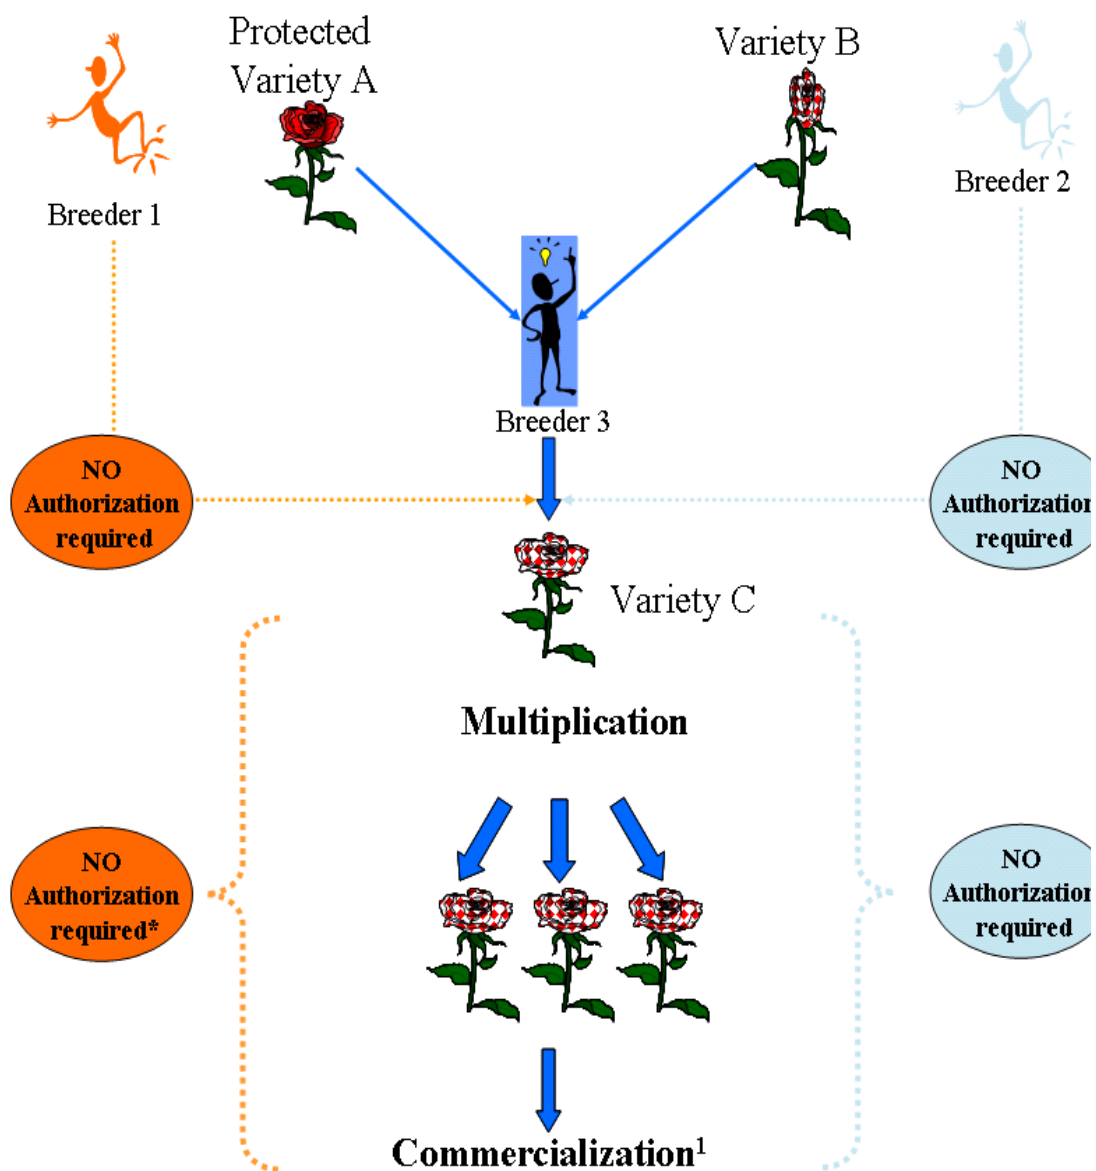 Protected
Variety A
Variety B
Breeder 1
Breeder 2
Breeder 3
NO
Authorization
required
NO
Authorization
required
Variety C
Multiplication
NO
Authorization
required*
NO
Authorization
required
Commercialization¹